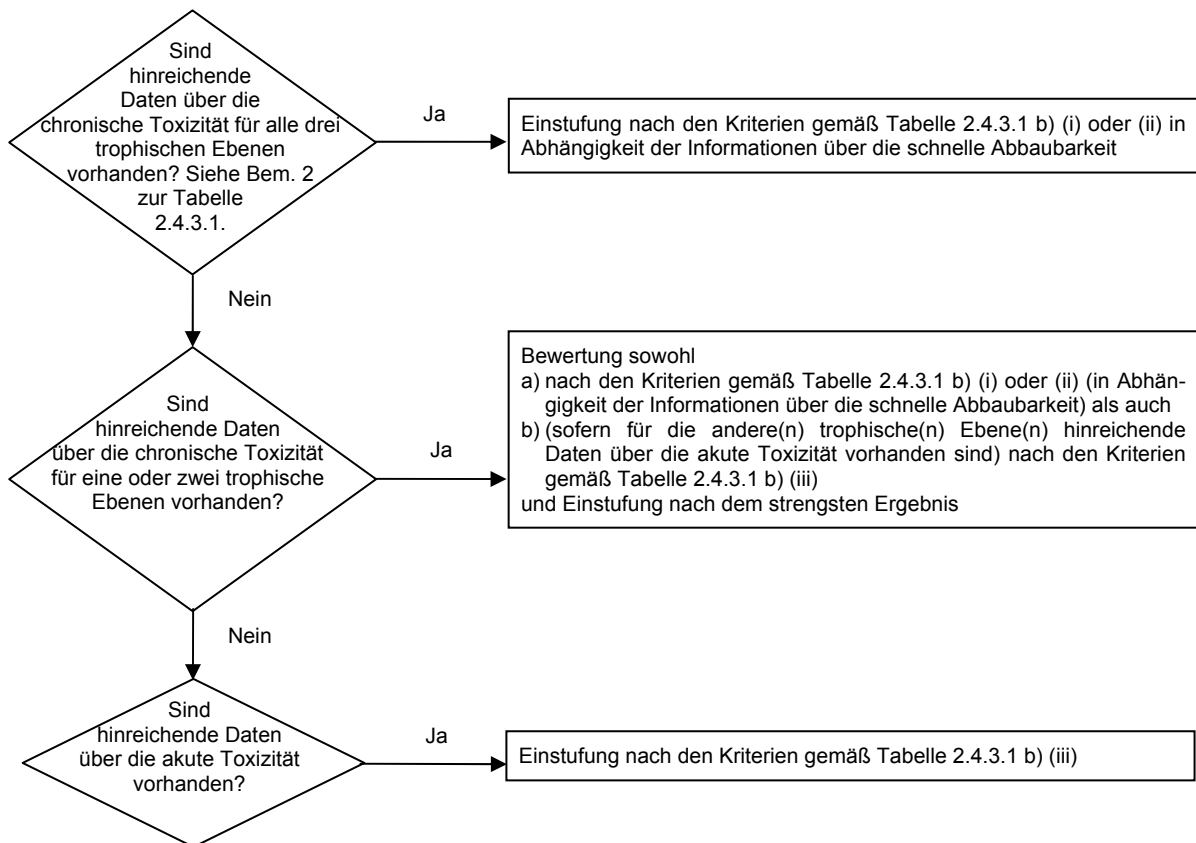 Sind
hinreichende
Daten über die
chronische Toxizität für alle drei
trophischen Ebenen
vorhanden? Siehe Bem. 2
zur Tabelle
2.4.3.1.
Ja
Einstufung nach den Kriterien gemäß Tabelle 2.4.3.1 b) (i) oder (ii) in
Abhängigkeit der Informationen über die schnelle Abbaubarkeit
Nein
Sind
hinreichende Daten
über die chronische Toxizität
für eine oder zwei trophische
Ebenen vorhanden?
Ja
Bewertung sowohl
a) nach den Kriterien gemäß Tabelle 2.4.3.1 b) (i) oder (ii) (in Abhän-
gigkeit der Informationen über die schnelle Abbaubarkeit) als auch
b) (sofern für die andere(n) trophische(n) Ebene(n) hinreichende
Daten über die akute Toxizität vorhanden sind) nach den Kriterien
gemäß Tabelle 2.4.3.1 b) (iii)
und Einstufung nach dem strengsten Ergebnis
Nein
Sind
hinreichende Daten
über die akute Toxizität
vorhanden?
Ja
Einstufung nach den Kriterien gemäß Tabelle 2.4.3.1 b) (iii)